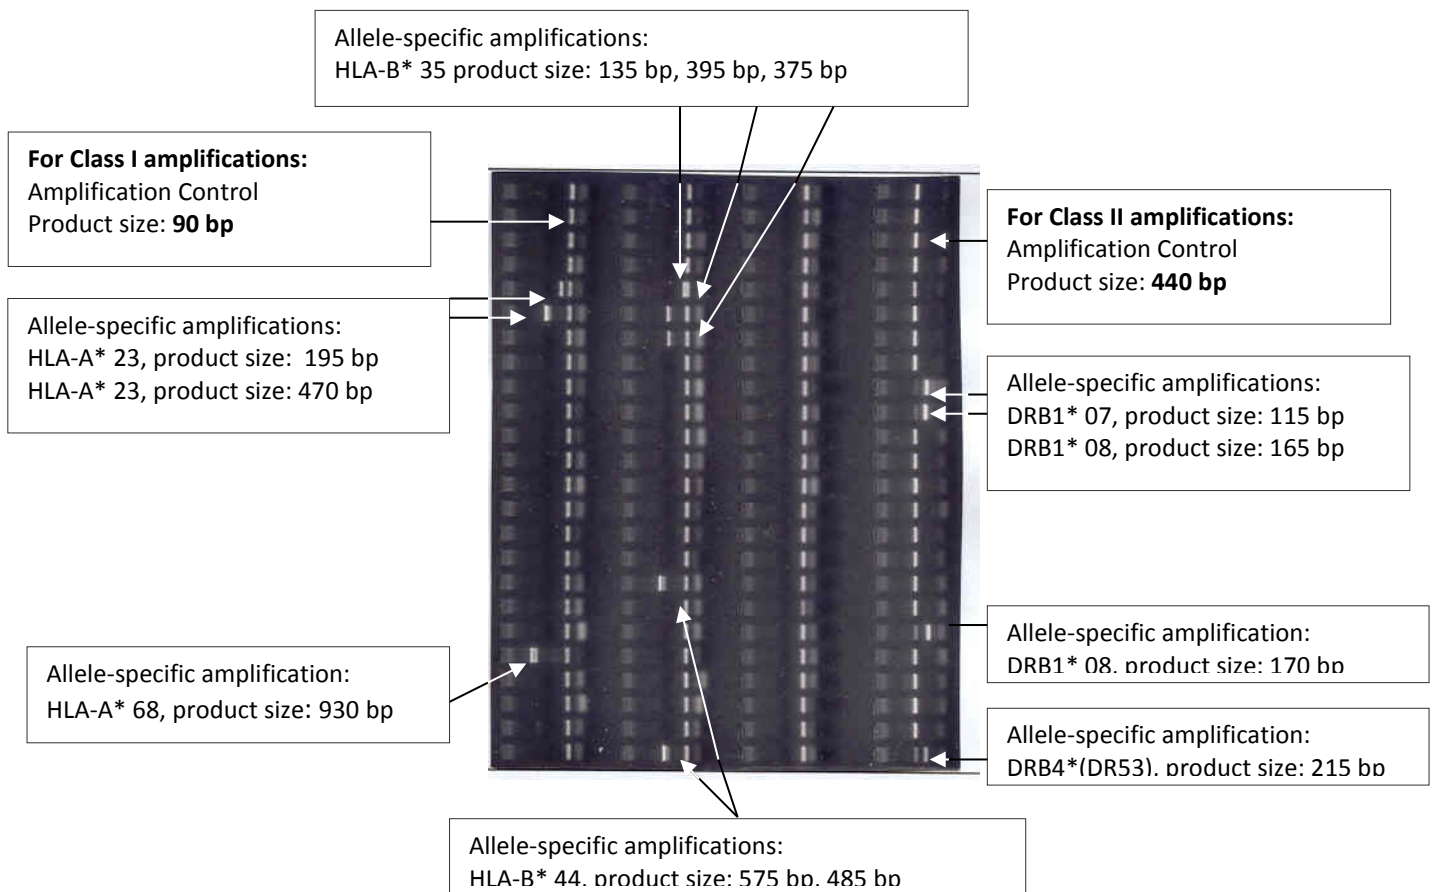 Allele-specific amplifications:
HLA-B* 35 product size: 135 bp, 395 bp, 375 bp
For Class I amplifications:
Amplification Control
Product size: 90 bp
For Class II amplifications:
Amplification Control
Product size: 440 bp
Allele-specific amplifications:
HLA-A* 23, product size: 195 bp
HLA-A* 23, product size: 470 bp
Allele-specific amplifications:
DRB1* 07, product size: 115 bp
DRB1* 08, product size: 165 bp
Allele-specific amplification:
DRB1* 08, product size: 170 bp
Allele-specific amplification:
HLA-A* 68, product size: 930 bp
Allele-specific amplification:
DRB4*(DR53), product size: 215 bp
Allele-specific amplifications:
HLA-B* 44, product size: 575 bp, 485 bp